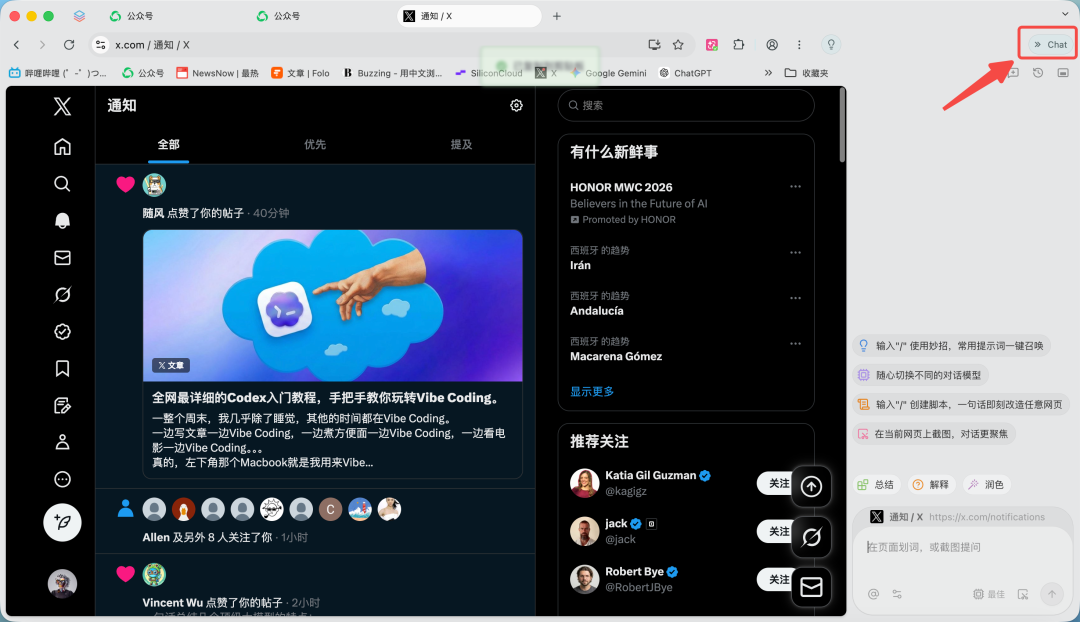 公众号
公众号
通知 / X
x.com / 通知 / X
» Chat
哔哩哔哩 (゜-゜)つ...
公众号
NewsNow | 最热
文章 | Folo
Buzzing - 用中文浏...
SiliconCloud
X
Google Gemini
ChatGPT
»
收藏夹
通知
全部
优先
提及
随风 点赞了你的帖子 · 40分钟
文章
全网最详细的Codex入门教程，手把手教你玩转Vibe Coding。
一整个周末，我几乎除了睡觉，其他的时间都在Vibe Coding。
一边写文章一边Vibe Coding，一边煮方便面一边Vibe Coding，一边看电
影一边Vibe Coding。。。
真的，左下角那个Macbook就是我用来Vibe...
C
Allen 及另外 8 人关注了你 · 1小时
Vincent Wu 点赞了你的帖子 · 2小时
搜索
有什么新鲜事
HONOR MWC 2026
Believers in the Future of AI
Promoted by HONOR
西班牙 的趋势
Irán
西班牙 的趋势
Andalucía
西班牙 的趋势
Macarena Gómez
显示更多
推荐关注
Katia Gil Guzman
@kagigz
关注
jack
@jack
关注
Robert Bye
@RobertJBye
关注
输入"/" 使用妙招，常用提示词一键召唤
随心切换不同的对话模型
输入"/" 创建脚本，一句话即刻改造任意网页
在当前网页上截图，对话更聚焦
总结
解释
润色
通知 / X https://x.com/notifications
在页面划词，或截图提问
最佳